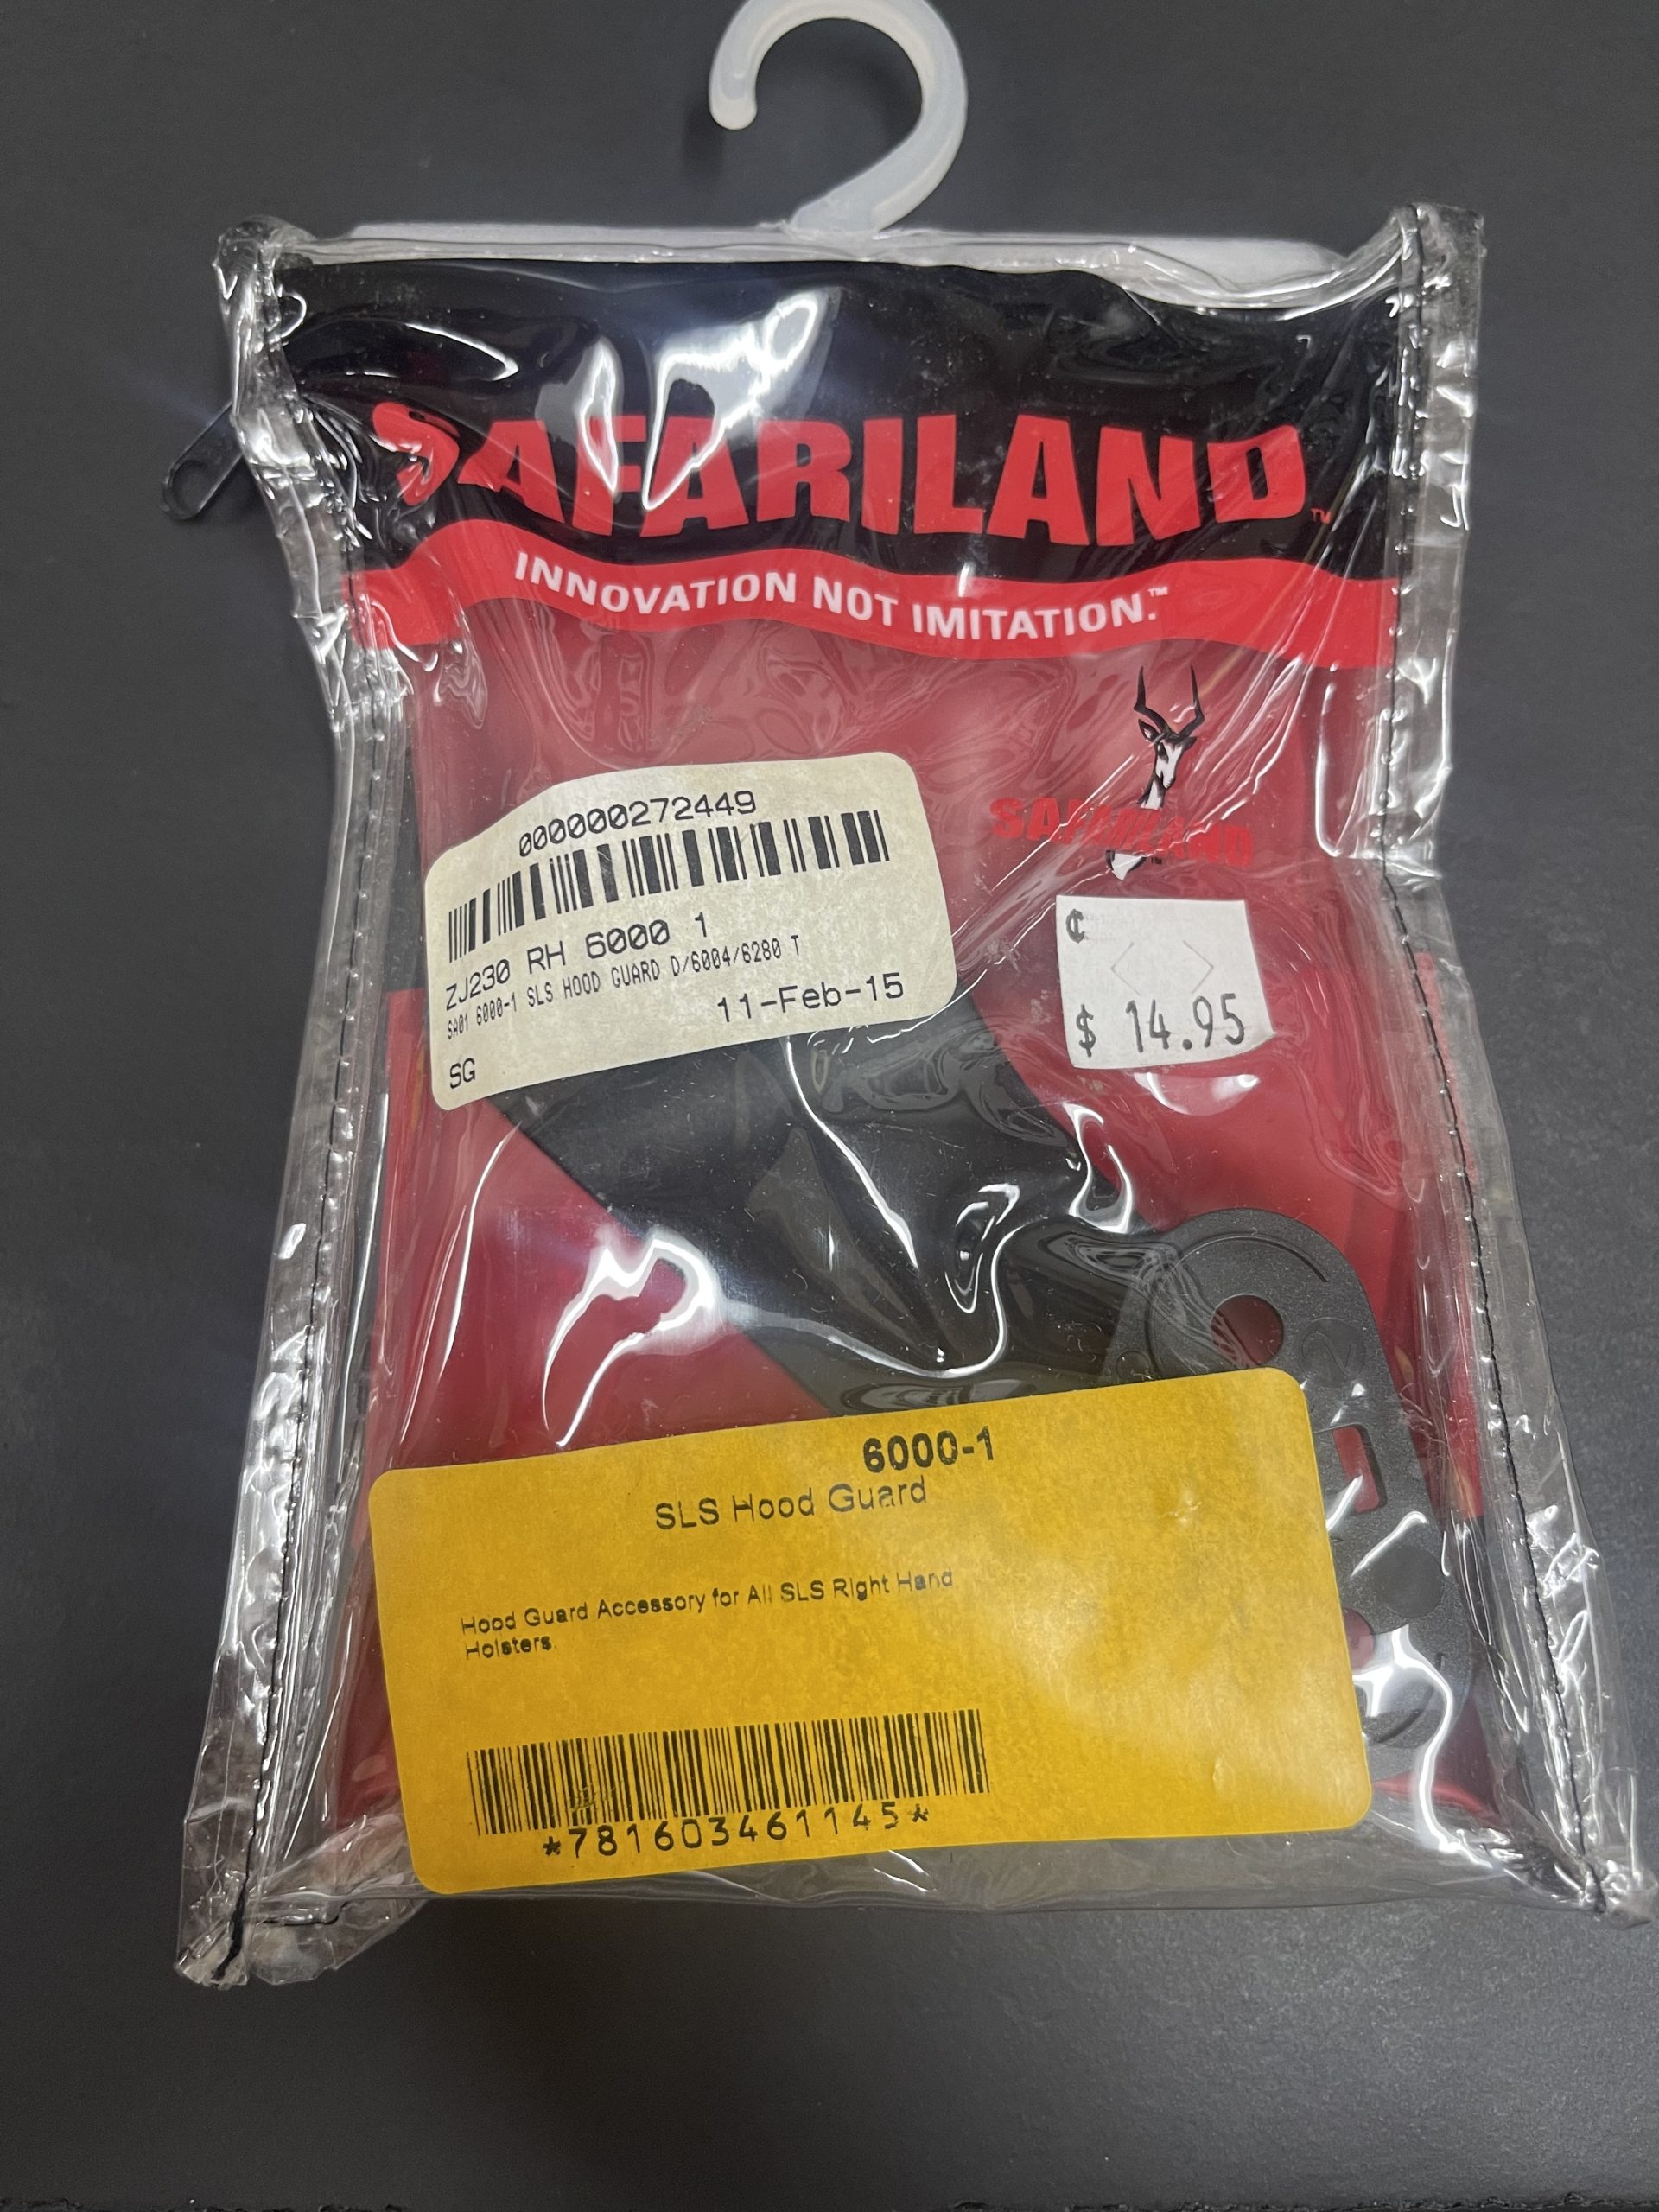 SAFARILAND™
INNOVATION NOT IMITATION.™
SAFARILAND
000000272449
ZJ230 RH 6000 1
SA01 6000-1 SLS HOOD GUARD D/6004/6280 T
11-Feb-15
SG
₵
$ 14.95
6000-1
SLS Hood Guard
Hood Guard Accessory for All SLS Right Hand
Holsters.
*781603461145*